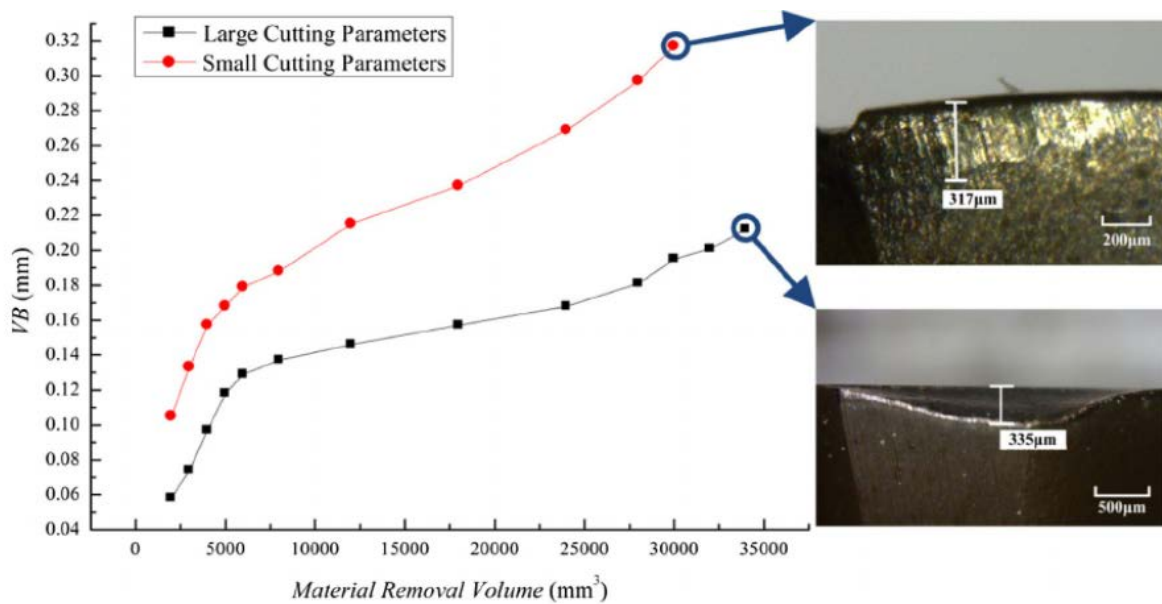 Large Cutting Parameters
Small Cutting Parameters
0.32
0.30
0.28
0.26
0.24
0.22
0.20
0.18
0.16
0.14
0.12
0.10
0.08
0.06
0.04
VB (mm)
0 5000 10000 15000 20000 25000 30000 35000
Material Removal Volume (mm³)
317μm
200μm
335μm
500μm